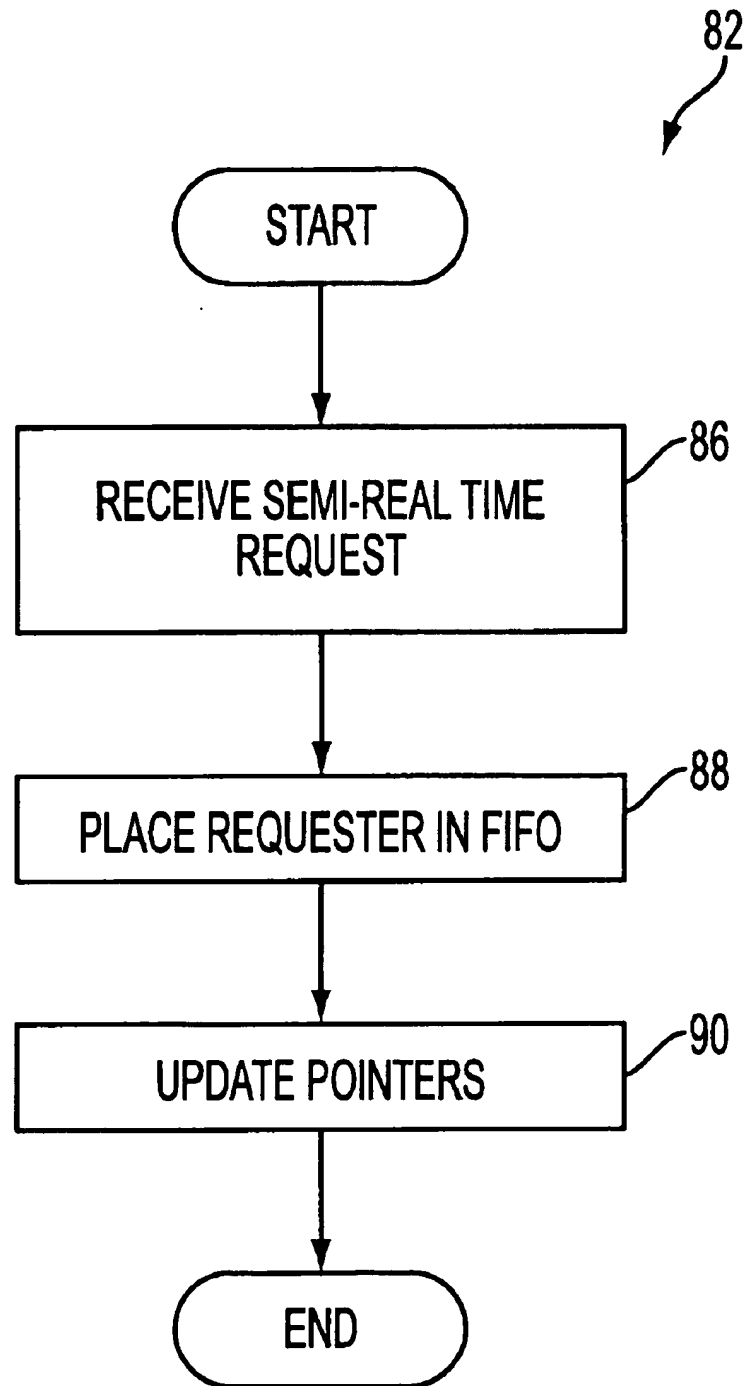 82
START
86
RECEIVE SEMI-REAL TIME
REQUEST
88
PLACE REQUESTER IN FIFO
90
UPDATE POINTERS
END